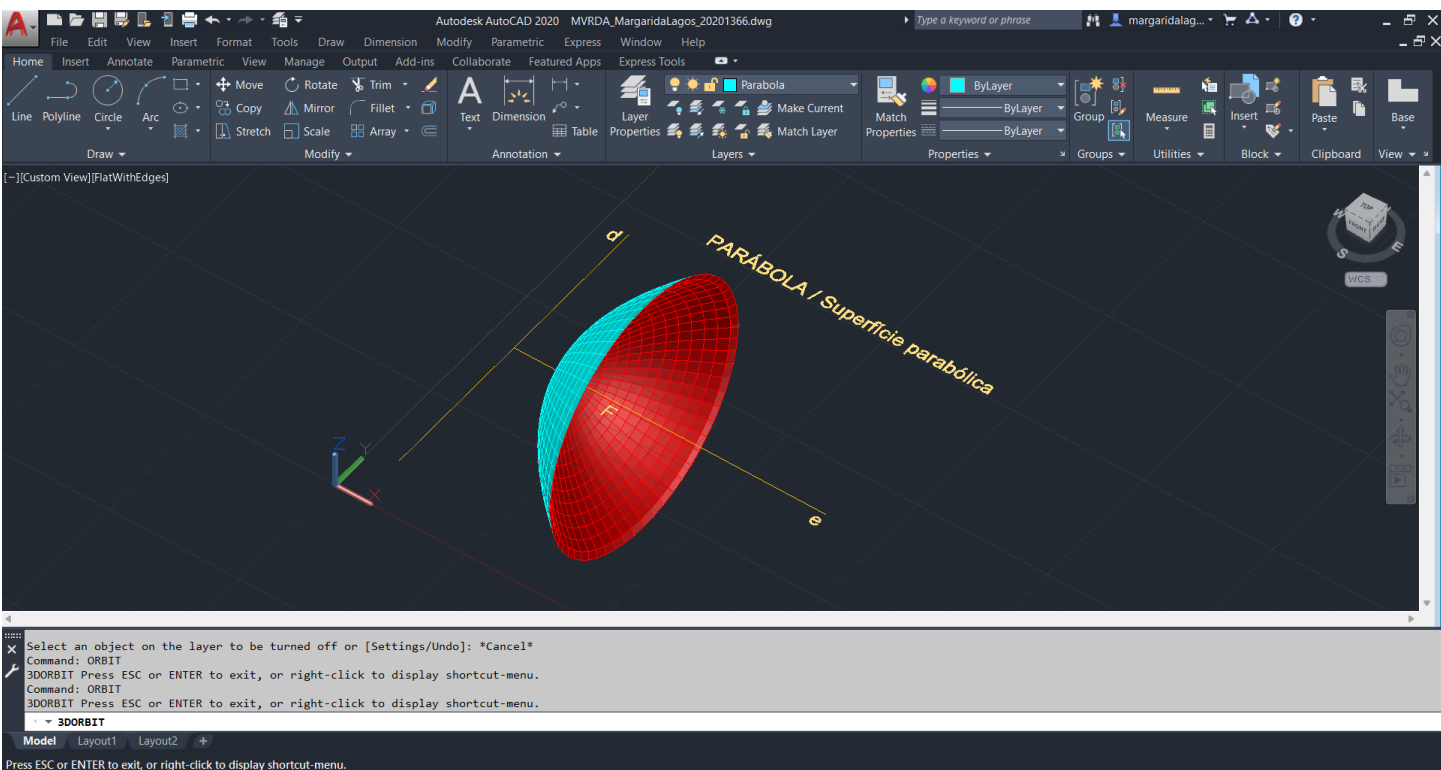 Autodesk AutoCAD 2020 MVRDA_MargaridaLagos_20201366.dwg Type a keyword or phrase margaridalag...
File Edit View Insert Format Tools Draw Dimension Modify Parametric Express Window Help
Home Insert Annotate Parametric View Manage Output Add-ins Collaborate Featured Apps Express Tools
Line Polyline Circle Arc
Move Rotate Trim
Copy Mirror Fillet
Stretch Scale Array
Text Dimension Table
Layer Properties
Parabola
Make Current
Match Layer
Match Properties
ByLayer
ByLayer
ByLayer
Group Measure Insert Paste Base
Draw Modify Annotation Layers Properties Groups Utilities Block Clipboard View
[−][Custom View][FlatWithEdges]
TOP
FRONT
W
S
E
WCS
d
PARÁBOLA / Superfície parabólica
F
e
Z
Y
X
Select an object on the layer to be turned off or [Settings/Undo]: *Cancel*
Command: ORBIT
3DORBIT Press ESC or ENTER to exit, or right-click to display shortcut-menu.
Command: ORBIT
3DORBIT Press ESC or ENTER to exit, or right-click to display shortcut-menu.
3DORBIT
Model Layout1 Layout2 +
Press ESC or ENTER to exit, or right-click to display shortcut-menu.